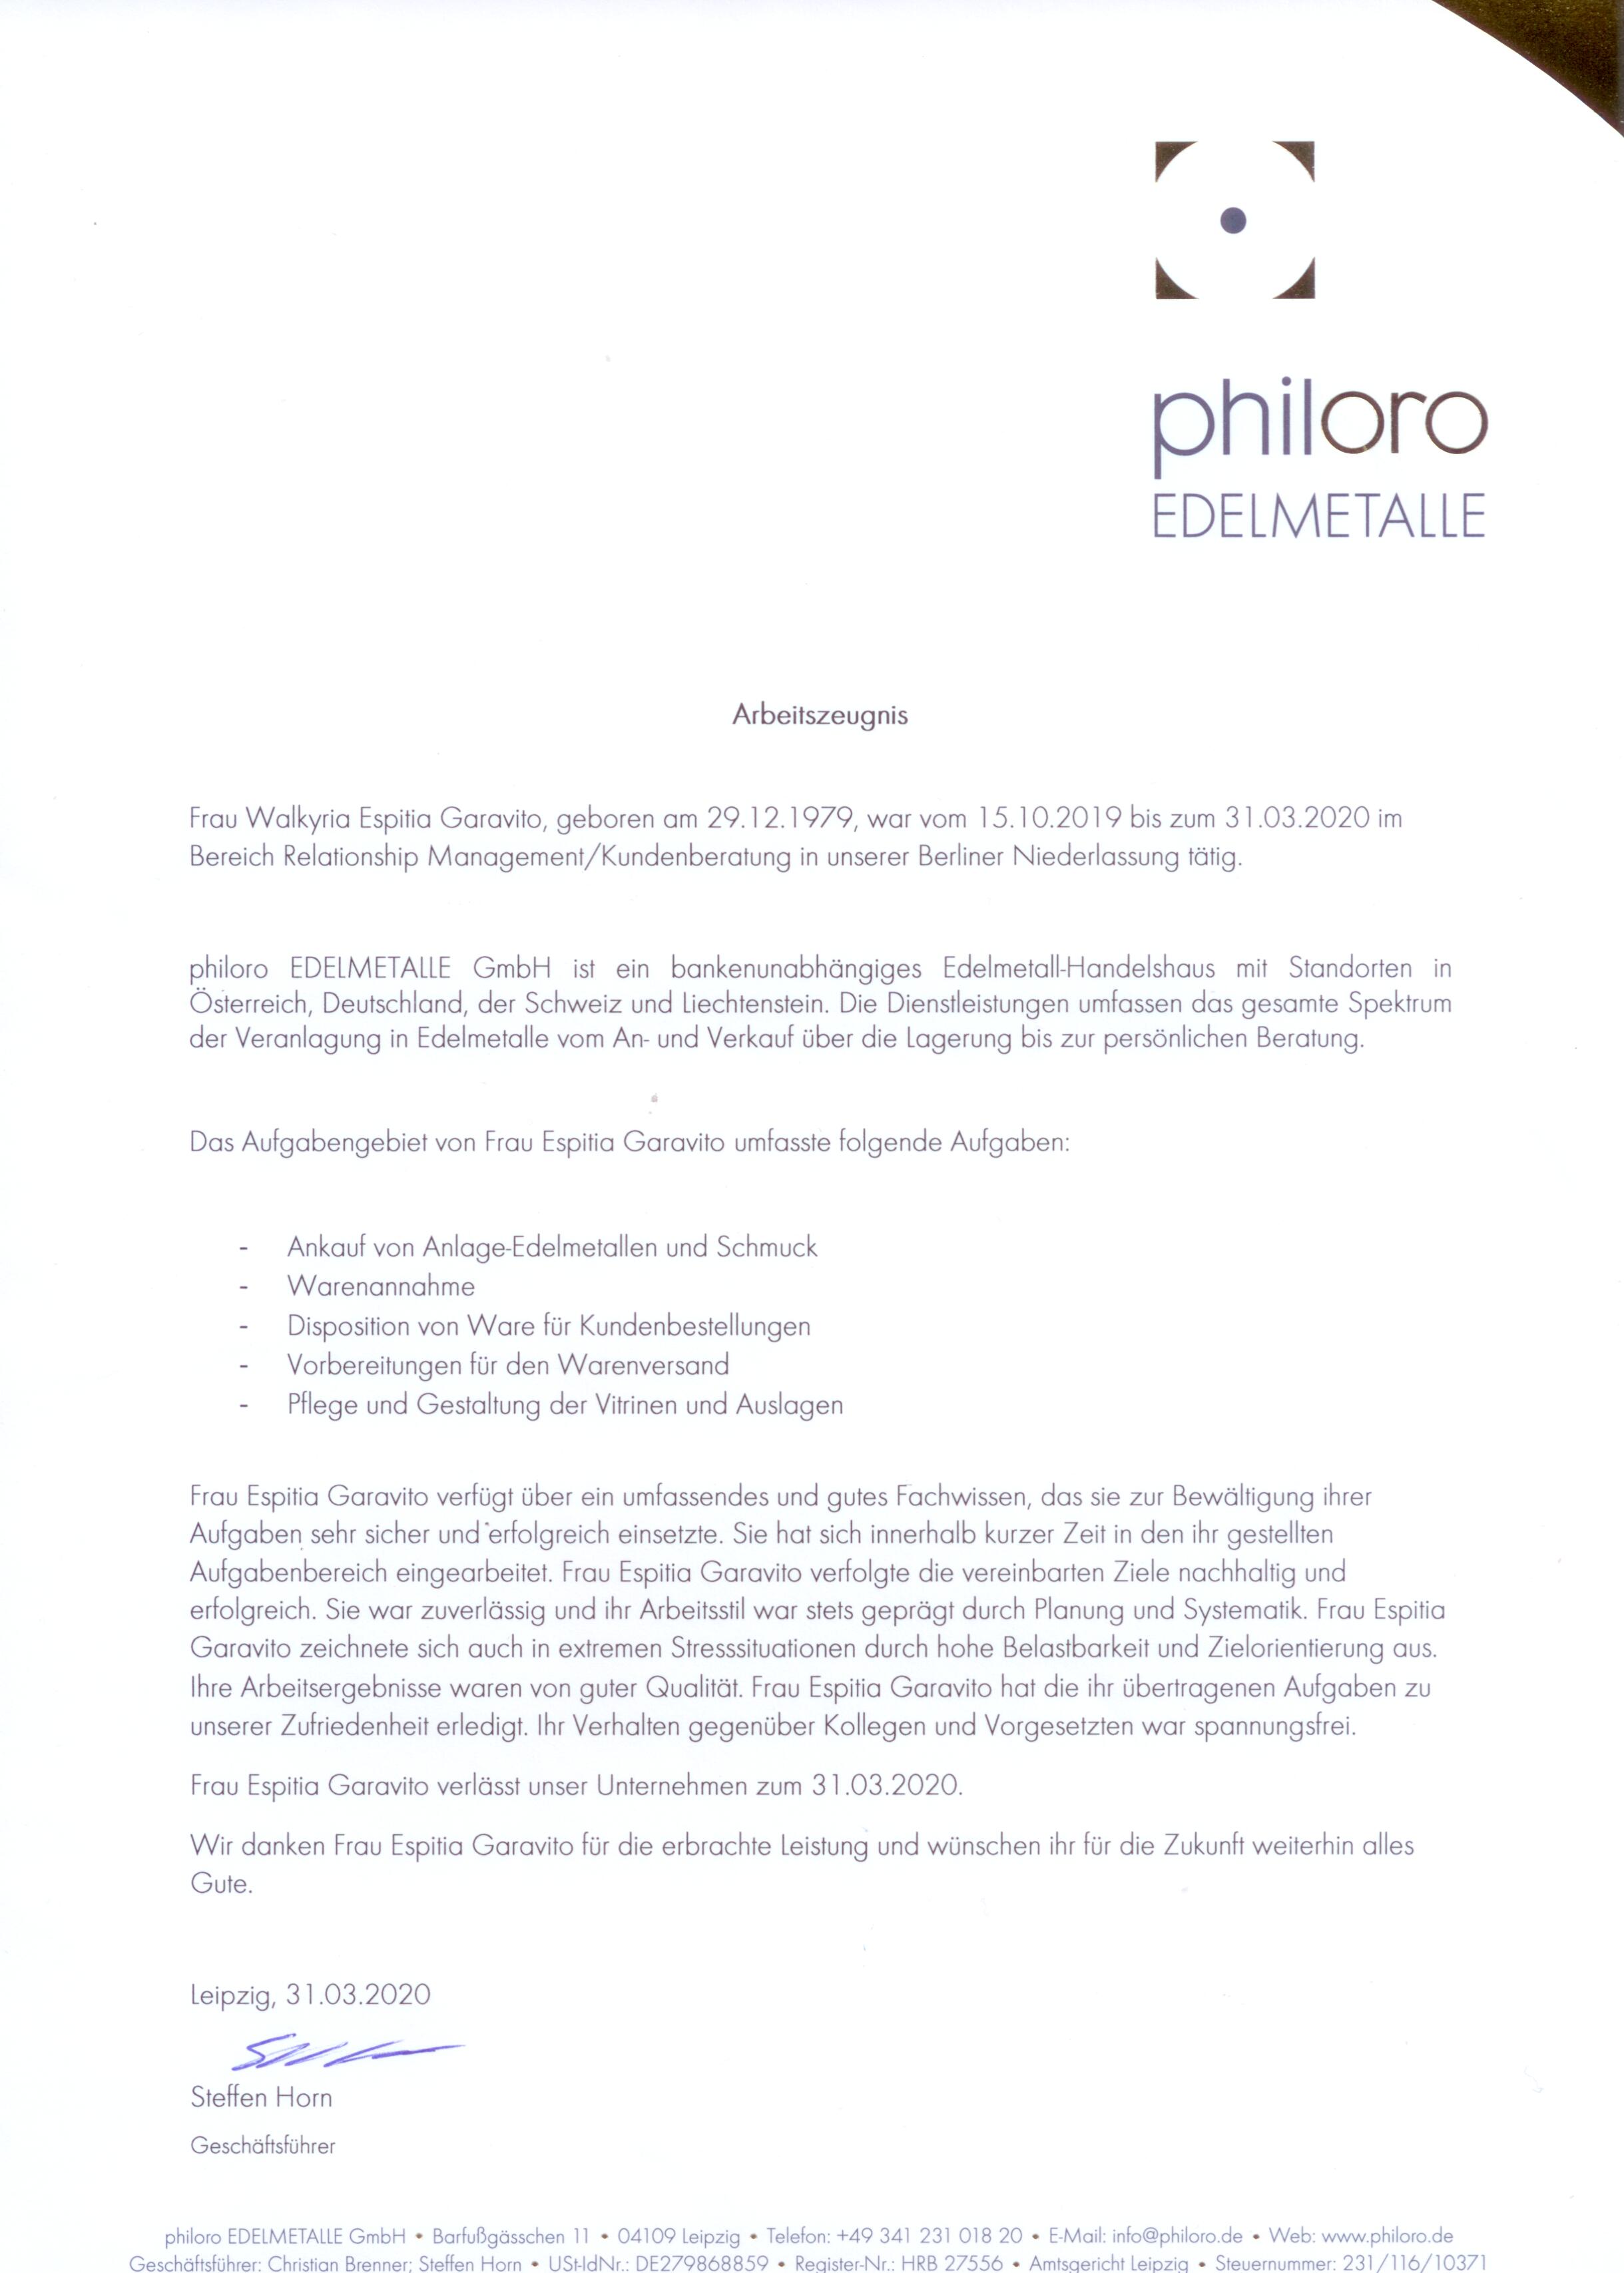 philoro
EDELMETALLE
Arbeitszeugnis
Frau Walkyria Espitia Garavito, geboren am 29.12.1979, war vom 15.10.2019 bis zum 31.03.2020 im
Bereich Relationship Management/Kundenberatung in unserer Berliner Niederlassung tätig.
philoro EDELMETALLE GmbH ist ein bankenunabhängiges Edelmetall-Handelshaus mit Standorten in
Österreich, Deutschland, der Schweiz und Liechtenstein. Die Dienstleistungen umfassen das gesamte Spektrum
der Veranlagung in Edelmetalle vom An- und Verkauf über die Lagerung bis zur persönlichen Beratung.
Das Aufgabengebiet von Frau Espitia Garavito umfasste folgende Aufgaben:
- Ankauf von Anlage-Edelmetallen und Schmuck
- Warenannahme
- Disposition von Ware für Kundenbestellungen
- Vorbereitungen für den Warenversand
- Pflege und Gestaltung der Vitrinen und Auslagen
Frau Espitia Garavito verfügt über ein umfassendes und gutes Fachwissen, das sie zur Bewältigung ihrer
Aufgaben sehr sicher und erfolgreich einsetzte. Sie hat sich innerhalb kurzer Zeit in den ihr gestellten
Aufgabenbereich eingearbeitet. Frau Espitia Garavito verfolgte die vereinbarten Ziele nachhaltig und
erfolgreich. Sie war zuverlässig und ihr Arbeitsstil war stets geprägt durch Planung und Systematik. Frau Espitia
Garavito zeichnete sich auch in extremen Stresssituationen durch hohe Belastbarkeit und Zielorientierung aus.
Ihre Arbeitsergebnisse waren von guter Qualität. Frau Espitia Garavito hat die ihr übertragenen Aufgaben zu
unserer Zufriedenheit erledigt. Ihr Verhalten gegenüber Kollegen und Vorgesetzten war spannungsfrei.
Frau Espitia Garavito verlässt unser Unternehmen zum 31.03.2020.
Wir danken Frau Espitia Garavito für die erbrachte Leistung und wünschen ihr für die Zukunft weiterhin alles
Gute.
Leipzig, 31.03.2020
Steffen Horn
Geschäftsführer
philoro EDELMETALLE GmbH • Barfußgässchen 11 • 04109 Leipzig • Telefon: +49 341 231 018 20 • E-Mail: info@philoro.de • Web: www.philoro.de
Geschäftsführer: Christian Brenner; Steffen Horn • USt-IdNr.: DE279868859 • Register-Nr.: HRB 27556 • Amtsgericht Leipzig • Steuernummer: 231/116/10371